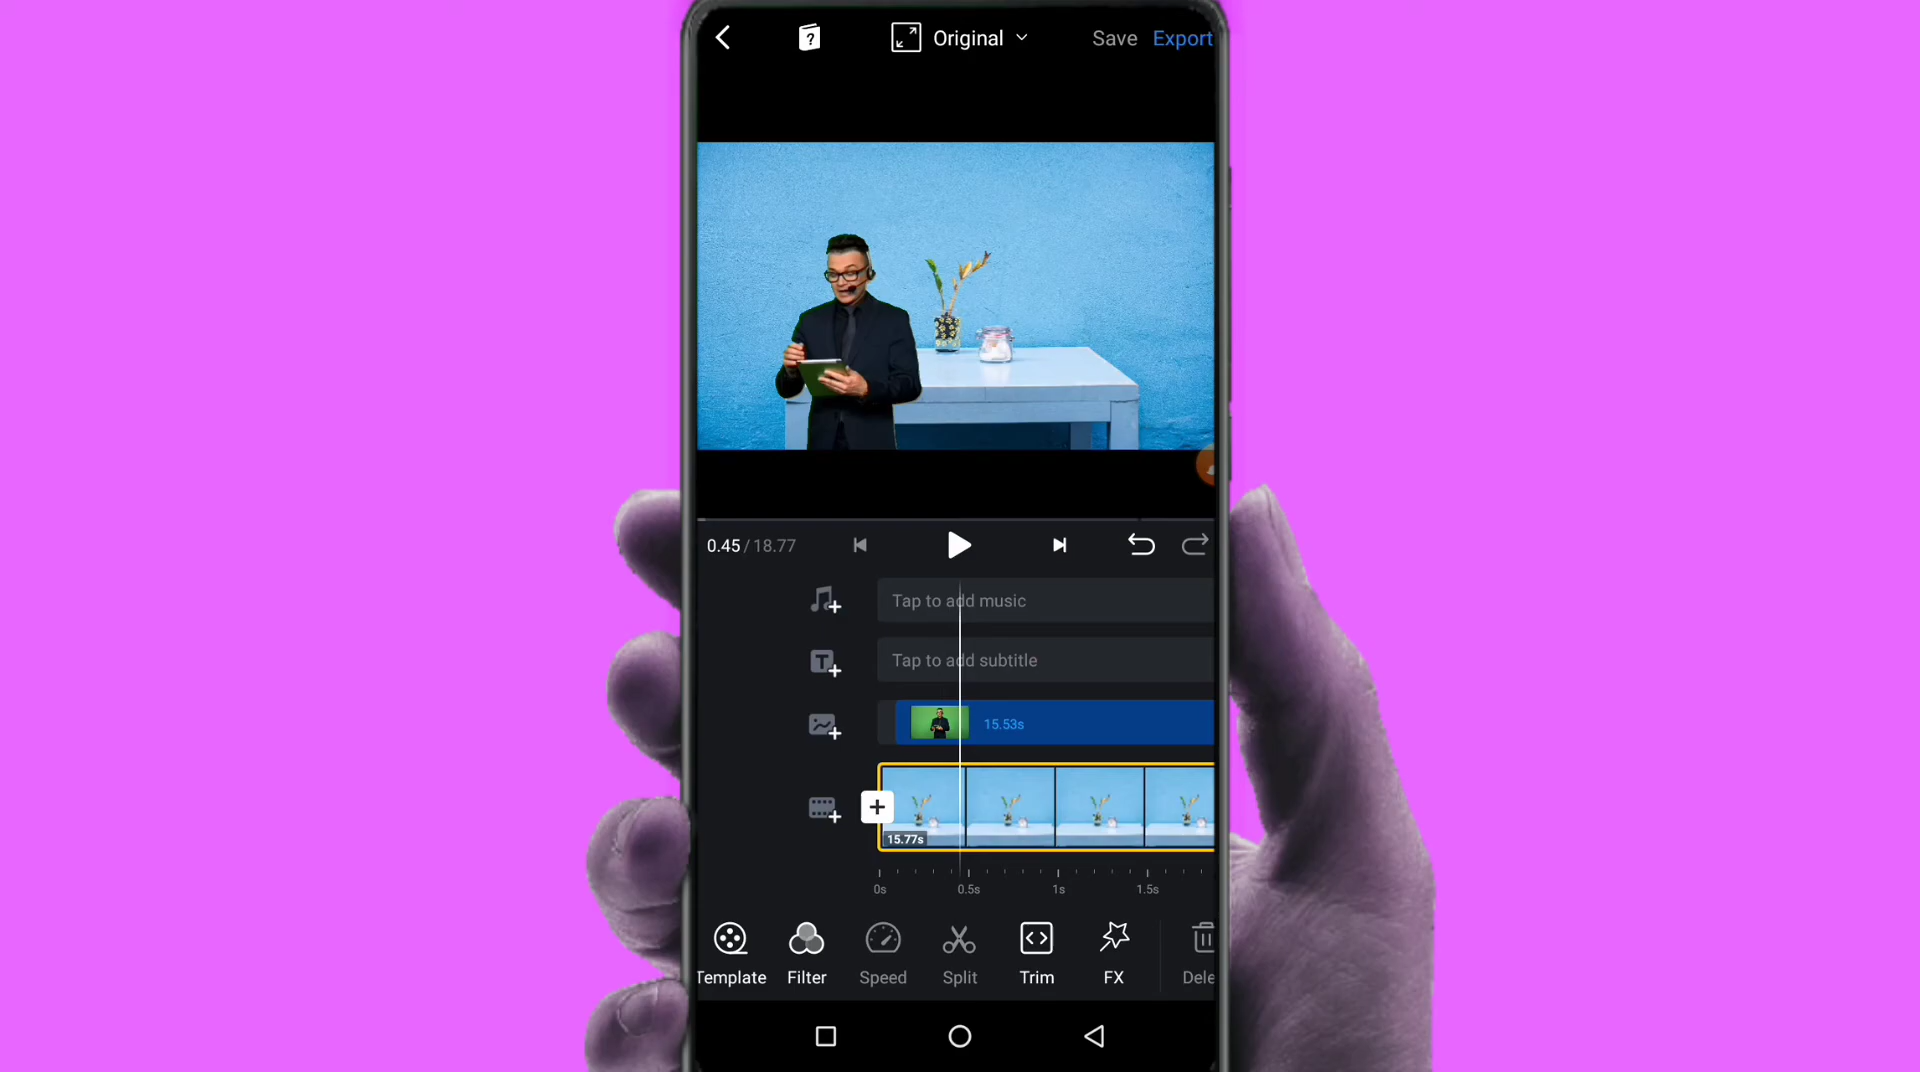 Original
Save Export
0.45 / 18.77
Tap to add music
Tap to add subtitle
15.53s
15.77s
0s 0.5s 1s 1.5s
Template Filter Speed Split Trim FX Dele